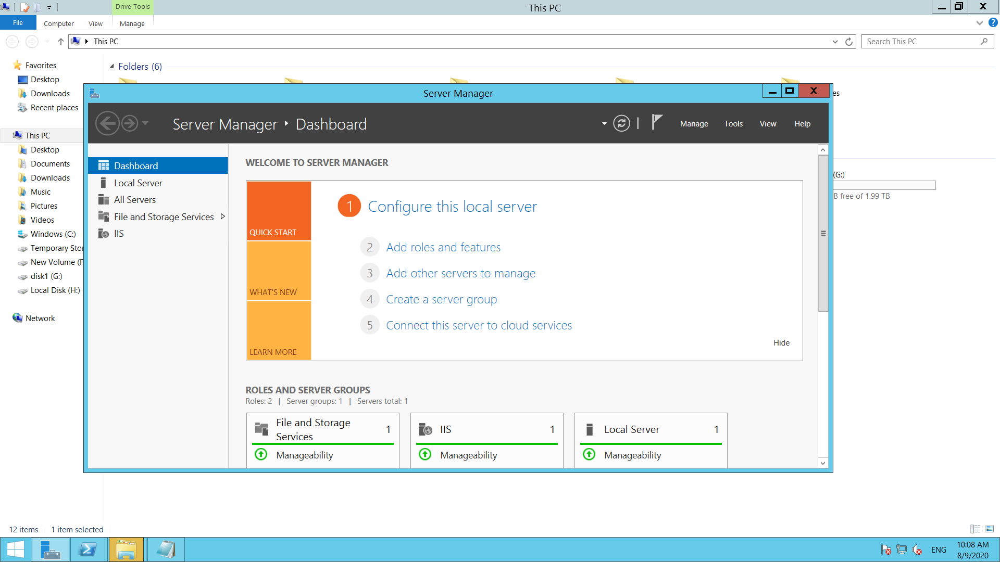 Drive Tools
This PC
File
Computer
View
Manage
This PC
Search This PC
Favorites
Desktop
Downloads
Recent places
This PC
Desktop
Documents
Downloads
Music
Pictures
Videos
Windows (C:)
Temporary Stor
New Volume (F
disk1 (G:)
Local Disk (H:)
Network
Folders (6)
es
(G:)
B free of 1.99 TB
Server Manager
Server Manager Dashboard
Manage
Tools
View
Help
Dashboard
Local Server
All Servers
File and Storage Services
IIS
WELCOME TO SERVER MANAGER
QUICK START
WHAT'S NEW
LEARN MORE
1 Configure this local server
2 Add roles and features
3 Add other servers to manage
4 Create a server group
5 Connect this server to cloud services
Hide
ROLES AND SERVER GROUPS
Roles: 2 | Server groups: 1 | Servers total: 1
File and Storage
Services
1
Manageability
IIS 1
Manageability
Local Server 1
Manageability
12 items 1 item selected
ENG
10:08 AM
8/9/2020